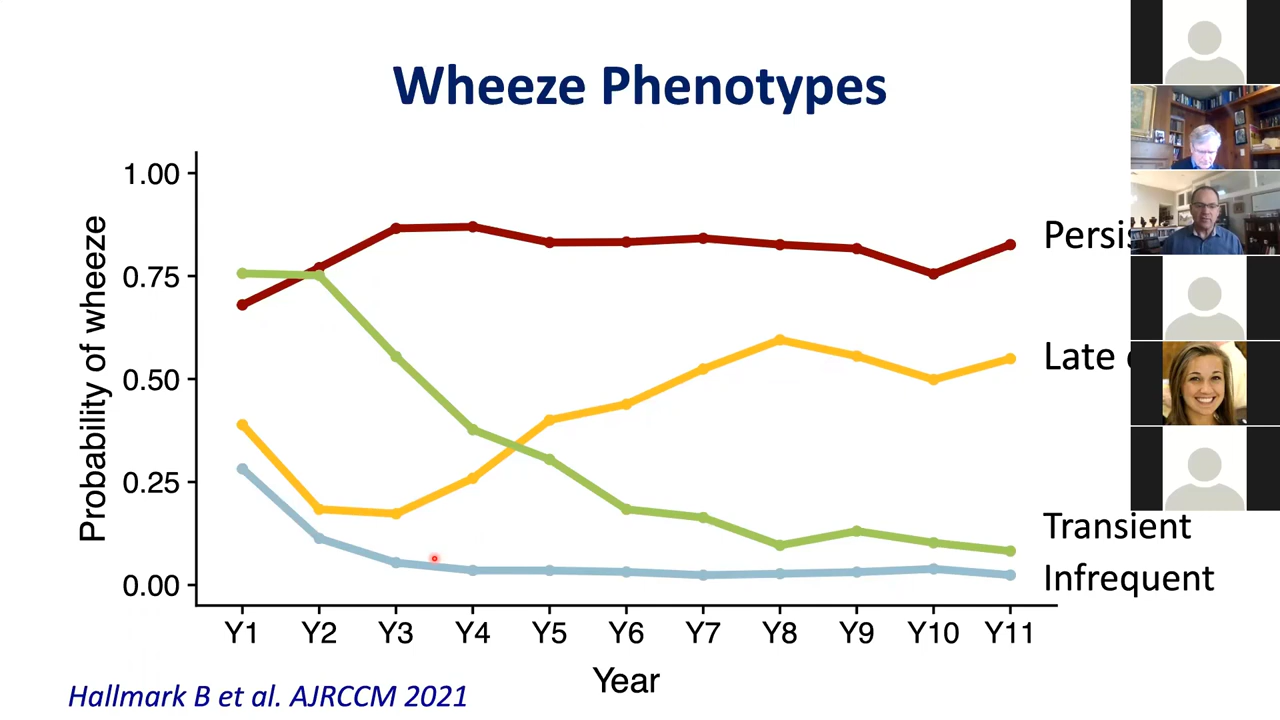 Wheeze Phenotypes
Probability of wheeze
1.00
0.75
0.50
0.25
0.00
Late
Transient
Infrequent
Y1 Y2 Y3 Y4 Y5 Y6 Y7 Y8 Y9 Y10 Y11
Year
Hallmark B et al. AJRCCM 2021